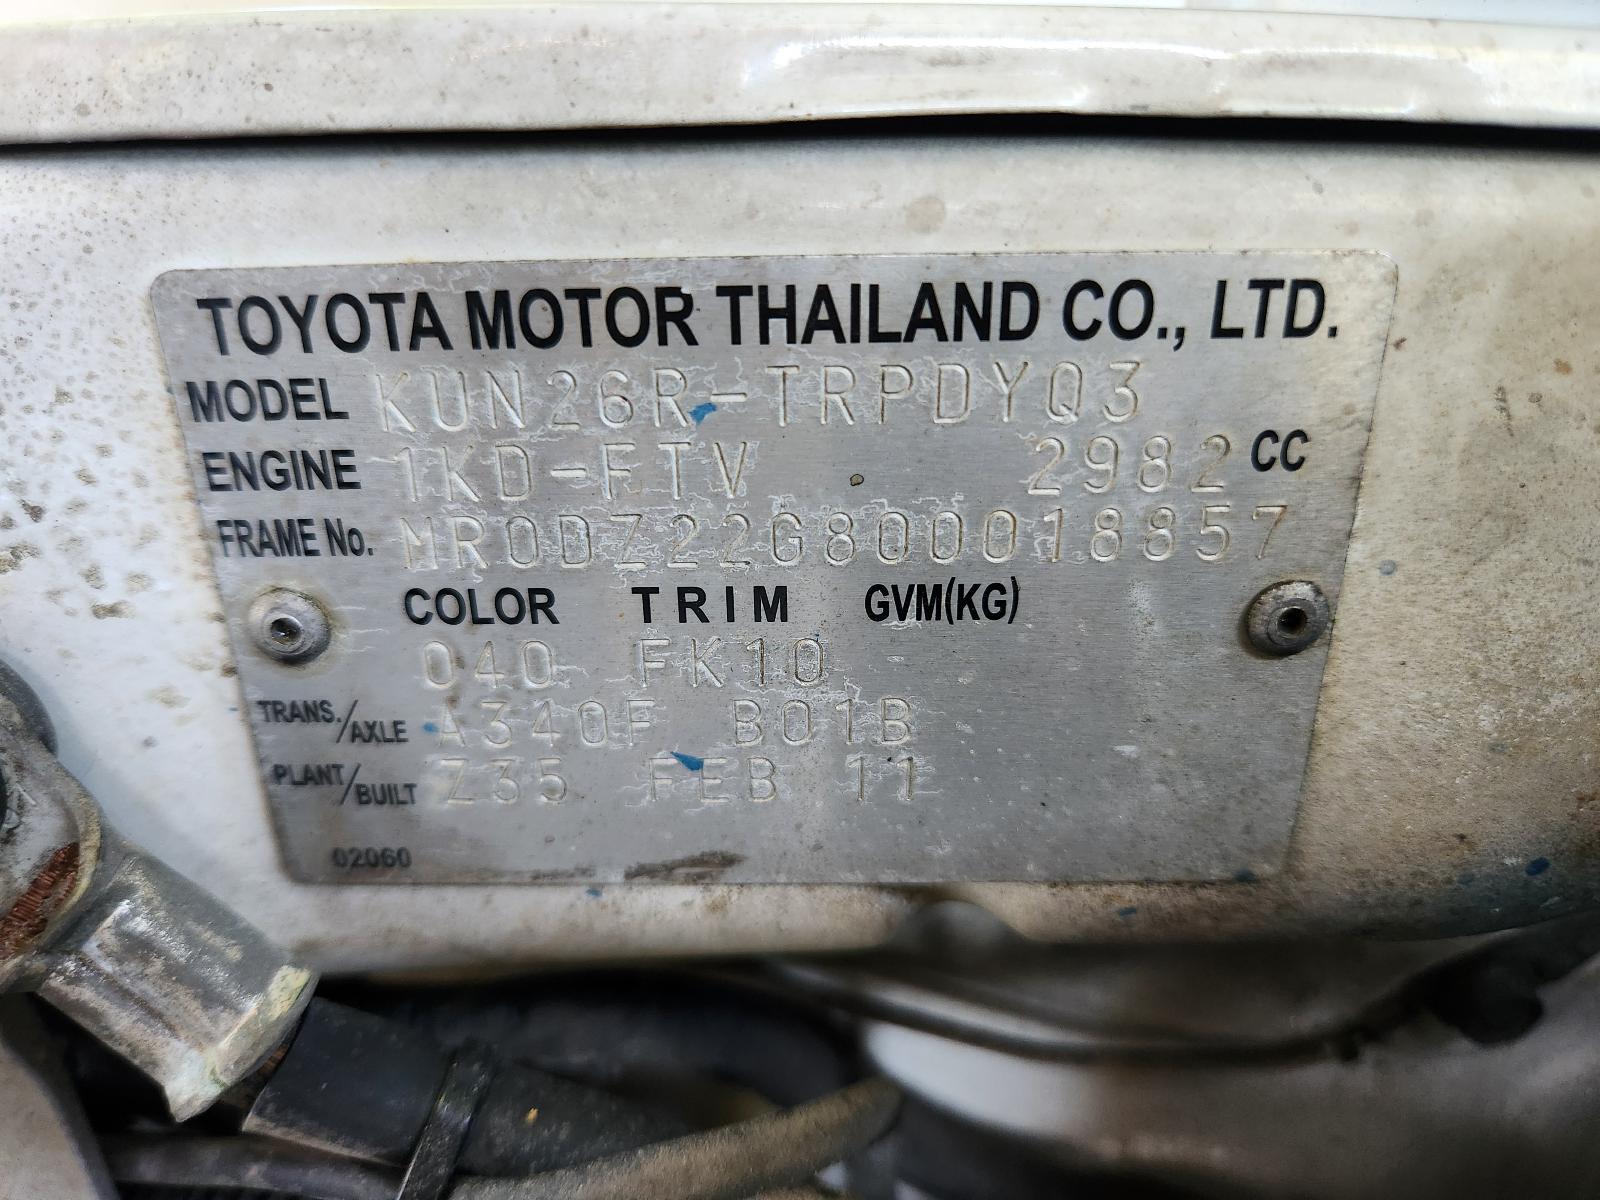 TOYOTA MOTOR THAILAND CO., LTD.
MODEL KUN26R-TRPDYQ3
ENGINE 1KD-FTV 2982 CC
FRAME No. MR0DZ22G800018857
COLOR TRIM GVM(KG)
040 FK10 -
TRANS./AXLE A340F B01B
PLANT/BUILT Z35 FEB 11
02060